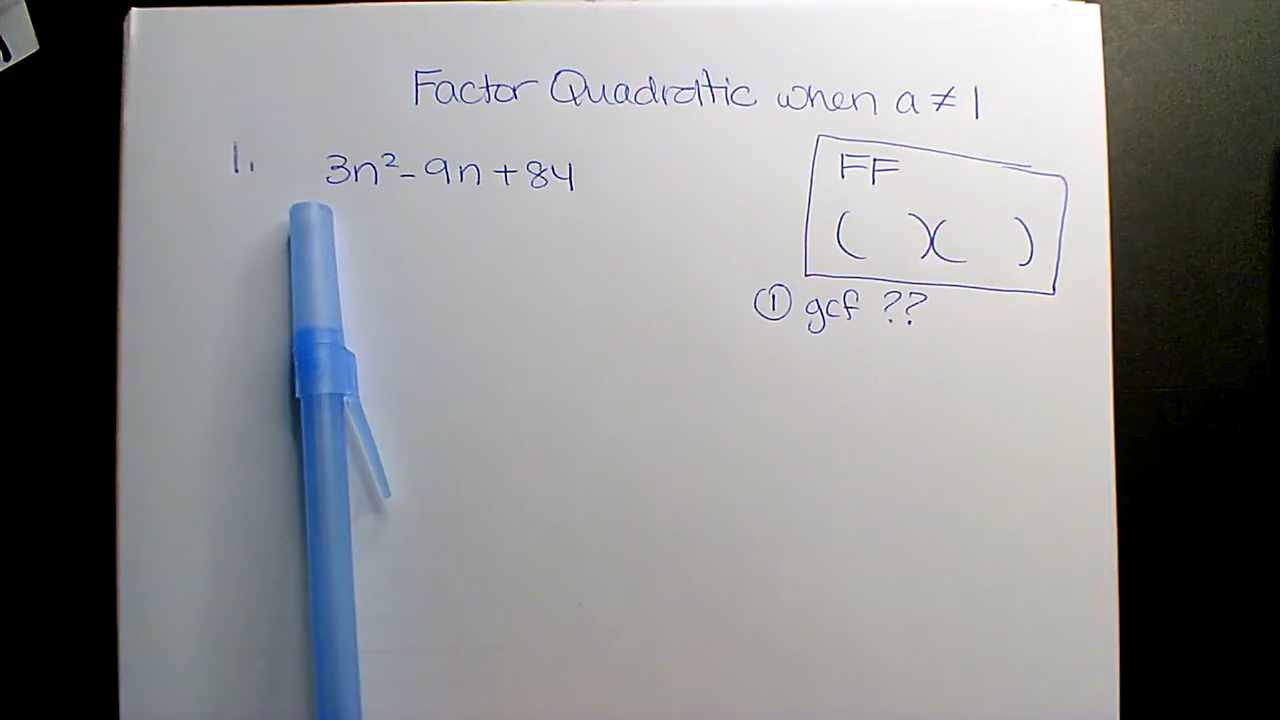 Factor Quadratic when a ≠ 1
1. 3n² - 9n + 84
FF
( )( )
① gcf ??